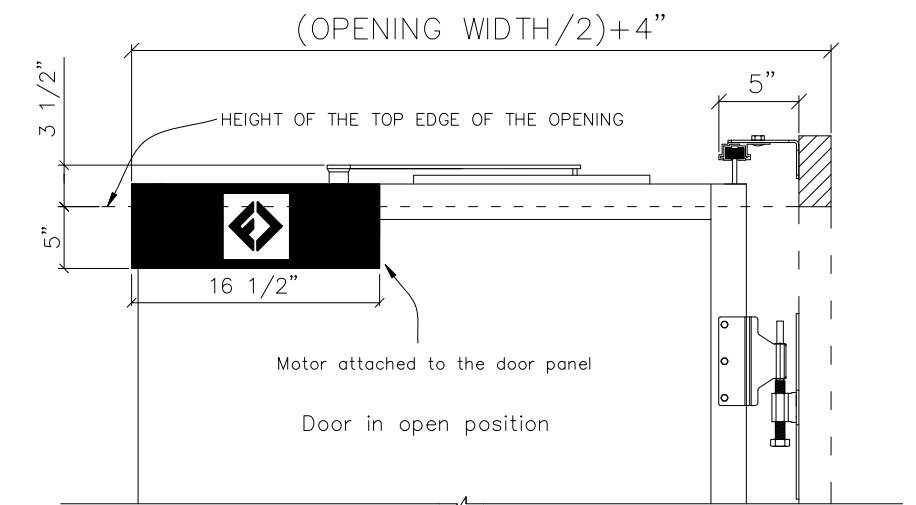 (OPENING WIDTH/2)+4"
5"
3 1/2"
HEIGHT OF THE TOP EDGE OF THE OPENING
5"
16 1/2"
Motor attached to the door panel
Door in open position